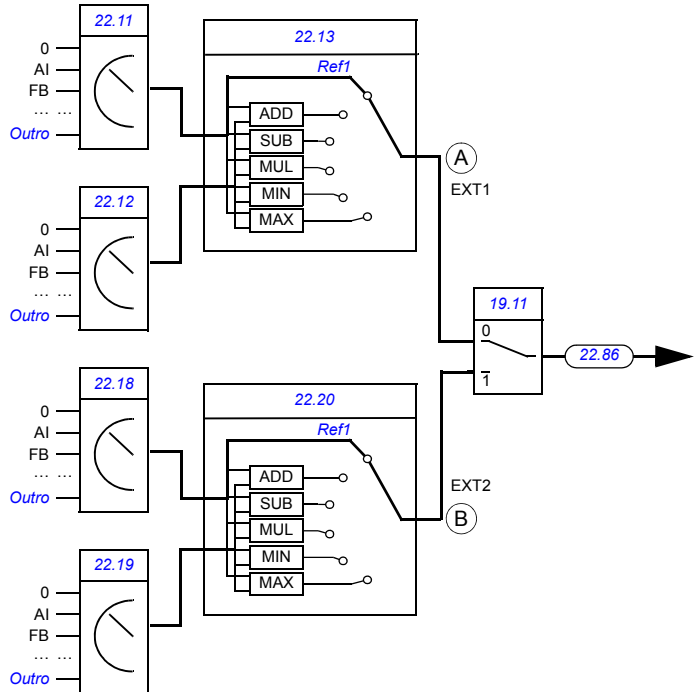 22.11
0
AI
FB
... ...
Outro
22.13
Ref1
ADD
SUB
MUL
MIN
MAX
A
EXT1
22.12
0
AI
FB
... ...
Outro
19.11
0
1
22.86
22.18
0
AI
FB
... ...
Outro
22.20
Ref1
ADD
SUB
MUL
MIN
MAX
EXT2
B
22.19
0
AI
FB
... ...
Outro